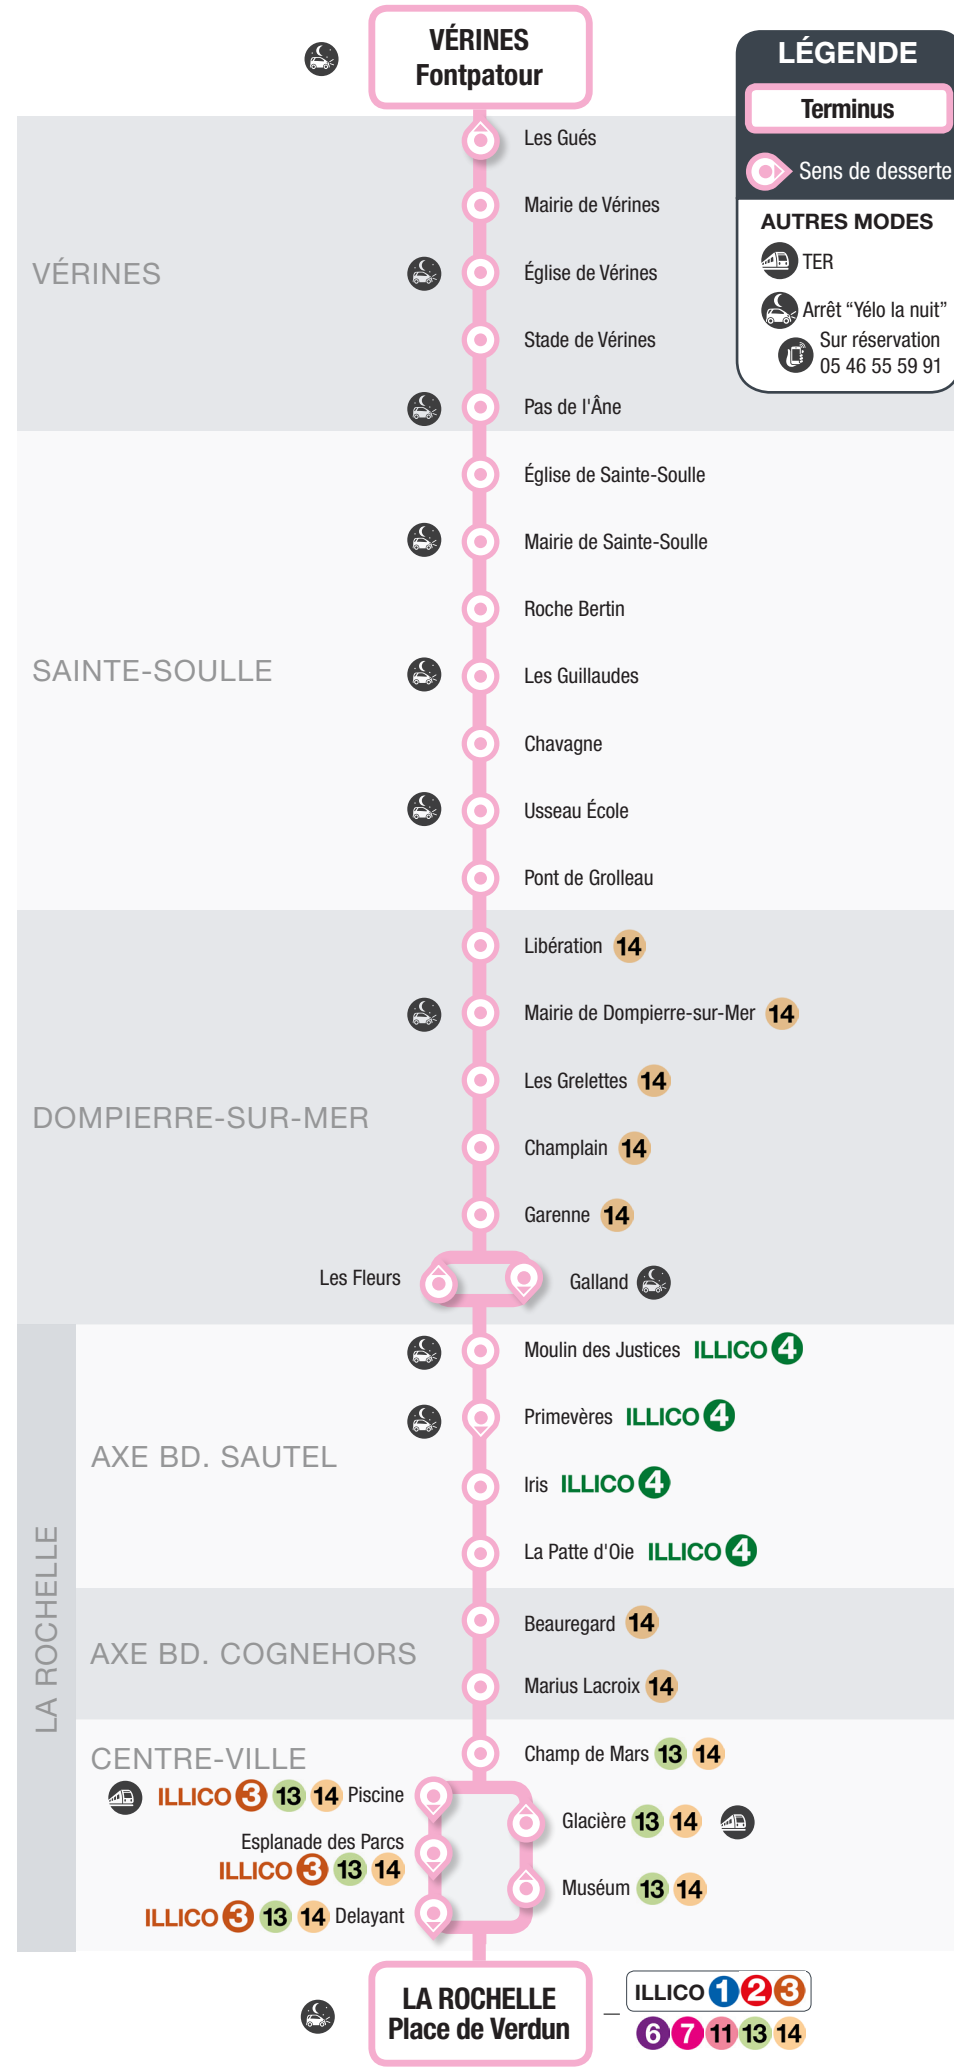 VÉRINES
Fontpatour
LÉGENDE
Terminus
Sens de desserte
AUTRES MODES
TER
Arrêt “Yélo la nuit”
Sur réservation
05 46 55 59 91
VÉRINES
Les Gués
Mairie de Vérines
Église de Vérines
Stade de Vérines
Pas de l'Âne
SAINTE-SOULLE
Église de Sainte-Soulle
Mairie de Sainte-Soulle
Roche Bertin
Les Guillaudes
Chavagne
Usseau École
Pont de Grolleau
DOMPIERRE-SUR-MER
Libération 14
Mairie de Dompierre-sur-Mer 14
Les Grelettes 14
Champlain 14
Garenne 14
Les Fleurs
Galland
LA ROCHELLE
AXE BD. SAUTEL
Moulin des Justices ILLICO 4
Primevères ILLICO 4
Iris ILLICO 4
La Patte d'Oie ILLICO 4
AXE BD. COGNEHORS
Beauregard 14
Marius Lacroix 14
CENTRE-VILLE
Champ de Mars 13 14
ILLICO 3 13 14 Piscine
Glacière 13 14
Esplanade des Parcs
ILLICO 3 13 14
Muséum 13 14
ILLICO 3 13 14 Delayant
LA ROCHELLE
Place de Verdun
ILLICO 1 2 3
6 7 11 13 14